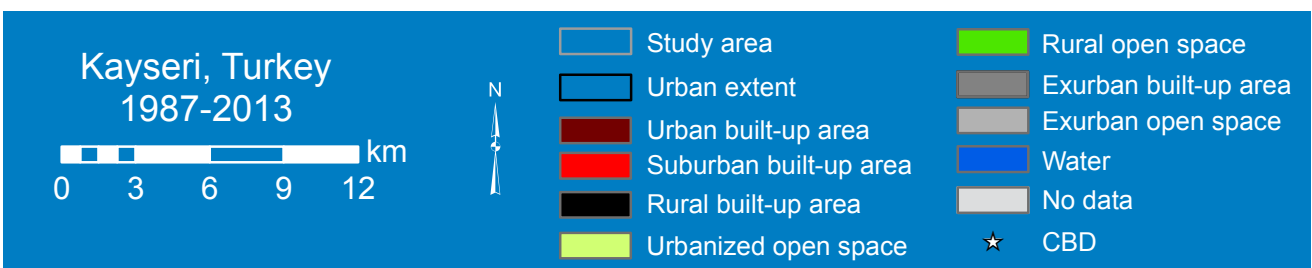 Kayseri, Turkey
1987-2013
km
0 3 6 9 12
N
Study area
Urban extent
Urban built-up area
Suburban built-up area
Rural built-up area
Urbanized open space
Rural open space
Exurban built-up area
Exurban open space
Water
No data
CBD